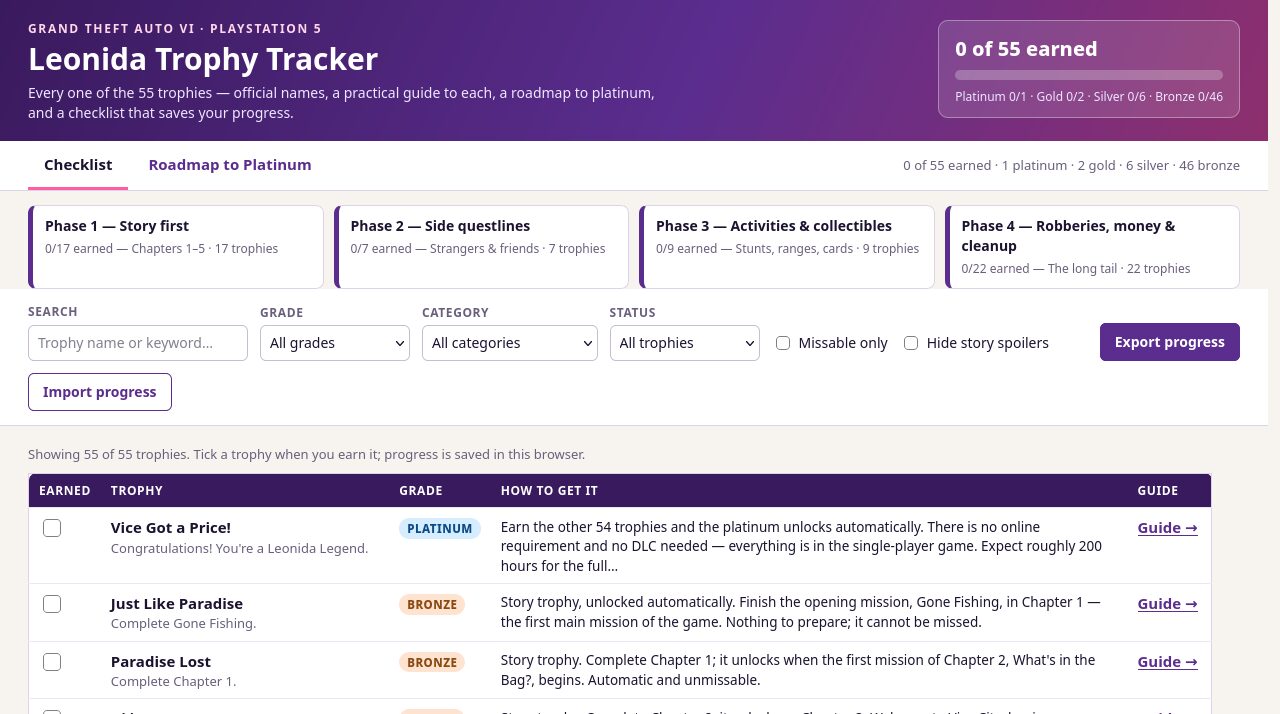 GRAND THEFT AUTO VI · PLAYSTATION 5
Leonida Trophy Tracker
Every one of the 55 trophies — official names, a practical guide to each, a roadmap to platinum,
and a checklist that saves your progress.
0 of 55 earned
Platinum 0/1 · Gold 0/2 · Silver 0/6 · Bronze 0/46
Checklist
Roadmap to Platinum
0 of 55 earned · 1 platinum · 2 gold · 6 silver · 46 bronze
Phase 1 — Story first
0/17 earned — Chapters 1–5 · 17 trophies
Phase 2 — Side questlines
0/7 earned — Strangers & friends · 7 trophies
Phase 3 — Activities & collectibles
0/9 earned — Stunts, ranges, cards · 9 trophies
Phase 4 — Robberies, money &
cleanup
0/22 earned — The long tail · 22 trophies
SEARCH
Trophy name or keyword...
GRADE
All grades
CATEGORY
All categories
STATUS
All trophies
Missable only
Hide story spoilers
Export progress
Import progress
Showing 55 of 55 trophies. Tick a trophy when you earn it; progress is saved in this browser.
EARNED TROPHY GRADE HOW TO GET IT GUIDE
Vice Got a Price!
Congratulations! You're a Leonida Legend.
PLATINUM
Earn the other 54 trophies and the platinum unlocks automatically. There is no online
requirement and no DLC needed — everything is in the single-player game. Expect roughly 200
hours for the full...
Guide →
Just Like Paradise
Complete Gone Fishing.
BRONZE
Story trophy, unlocked automatically. Finish the opening mission, Gone Fishing, in Chapter 1 —
the first main mission of the game. Nothing to prepare; it cannot be missed.
Guide →
Paradise Lost
Complete Chapter 1.
BRONZE
Story trophy. Complete Chapter 1; it unlocks when the first mission of Chapter 2, What's in the
Bag?, begins. Automatic and unmissable.
Guide →